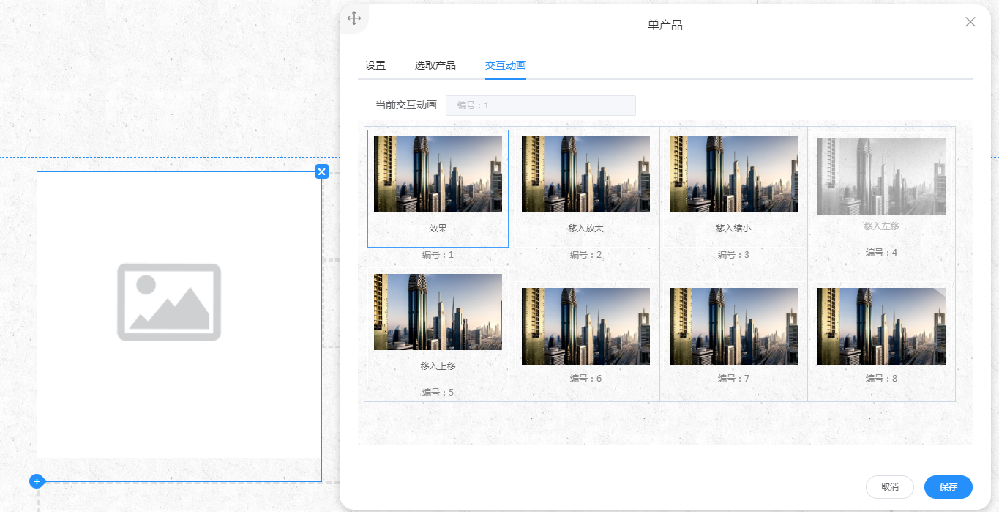 单产品
设置
选取产品
交互动画
当前交互动画
编号：1
效果
移入放大
移入缩小
移入左移
编号：1
编号：2
编号：3
编号：4
移入上移
编号：5
编号：6
编号：7
编号：8
取消
保存